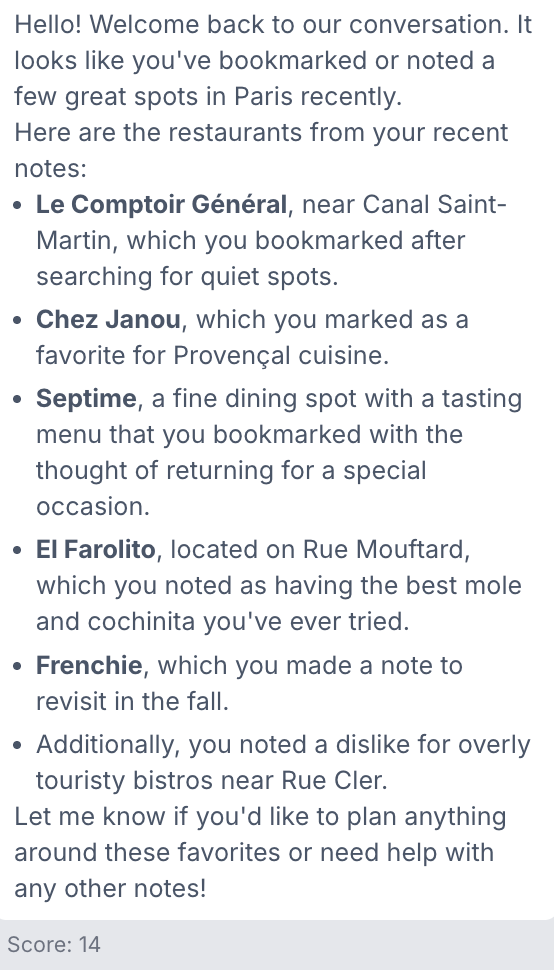 Hello! Welcome back to our conversation. It
looks like you've bookmarked or noted a
few great spots in Paris recently.
Here are the restaurants from your recent
notes:
• Le Comptoir Général, near Canal Saint-
Martin, which you bookmarked after
searching for quiet spots.
• Chez Janou, which you marked as a
favorite for Provençal cuisine.
• Septime, a fine dining spot with a tasting
menu that you bookmarked with the
thought of returning for a special
occasion.
• El Farolito, located on Rue Mouftard,
which you noted as having the best mole
and cochinita you've ever tried.
• Frenchie, which you made a note to
revisit in the fall.
• Additionally, you noted a dislike for overly
touristy bistros near Rue Cler.
Let me know if you'd like to plan anything
around these favorites or need help with
any other notes!
Score: 14